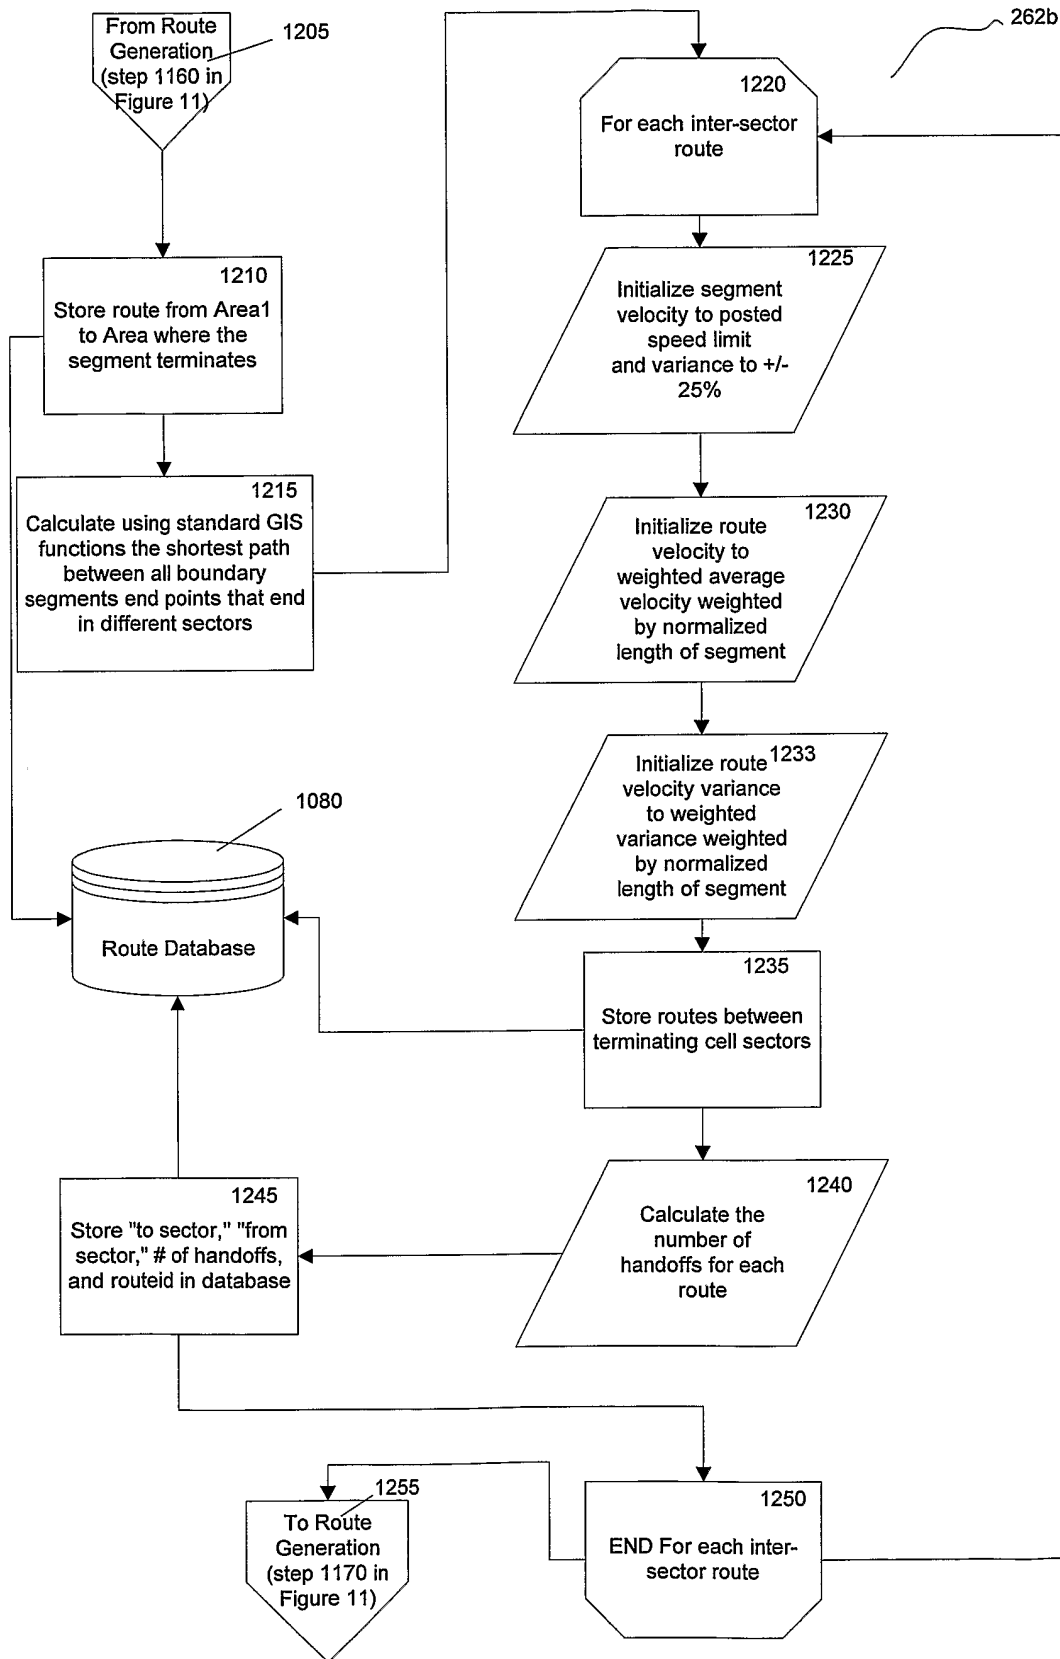 262b
From Route
Generation
(step 1160 in
Figure 11)
1205
1210
Store route from Area1
to Area where the
segment terminates
1215
Calculate using standard GIS
functions the shortest path
between all boundary
segments end points that end
in different sectors
1220
For each inter-sector
route
1225
Initialize segment
velocity to posted
speed limit
and variance to +/-
25%
1230
Initialize route
velocity to
weighted average
velocity weighted
by normalized
length of segment
1233
Initialize route
velocity variance
to weighted
variance weighted
by normalized
length of segment
1080
Route Database
1235
Store routes between
terminating cell sectors
1240
Calculate the
number of
handoffs for each
route
1245
Store "to sector," "from
sector," # of handoffs,
and routeid in database
1250
END For each inter-
sector route
1255
To Route
Generation
(step 1170 in
Figure 11)